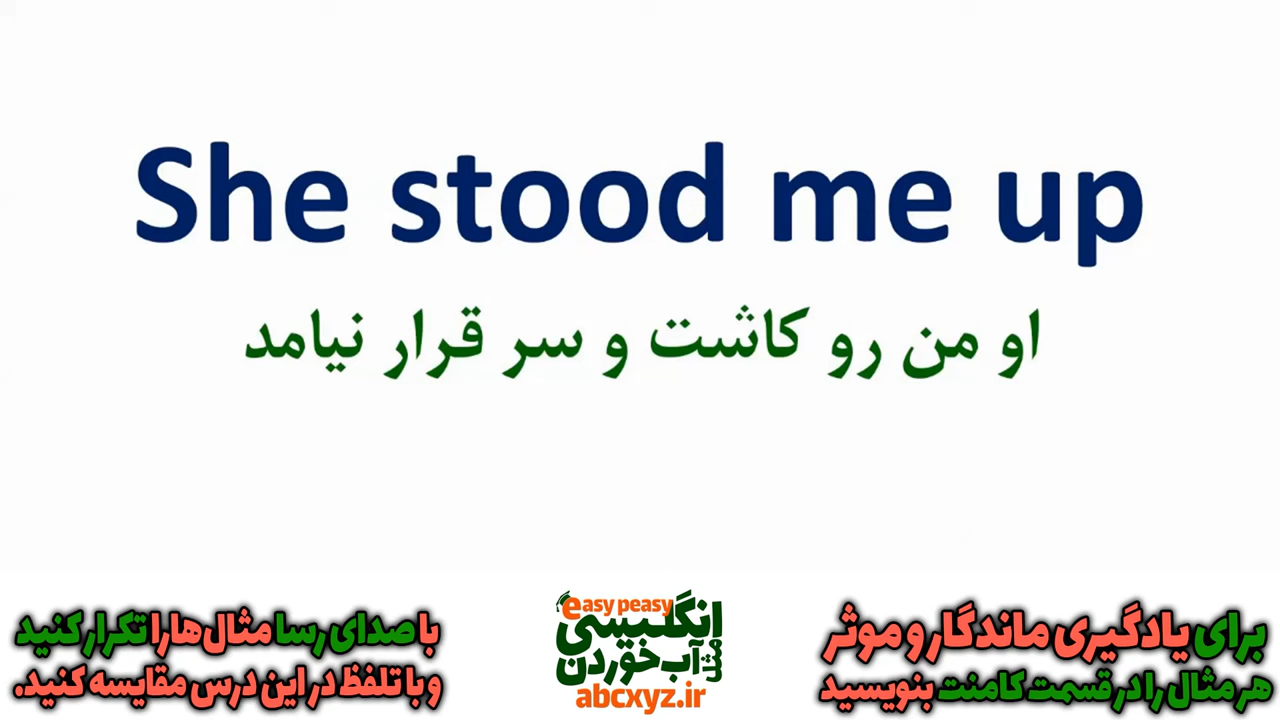 She stood me up
او من رو کاشت و سر قرار نیامد
برای یادگیری ماندگار و موثر
هر مثال را در قسمت کامنت بنویسید
easy peasy
انگلیسی
مثل آب خوردن
abcxyz.ir
با صدای رسا مثال‌ها را تکرار کنید
و با تلفظ در این درس مقایسه کنید.